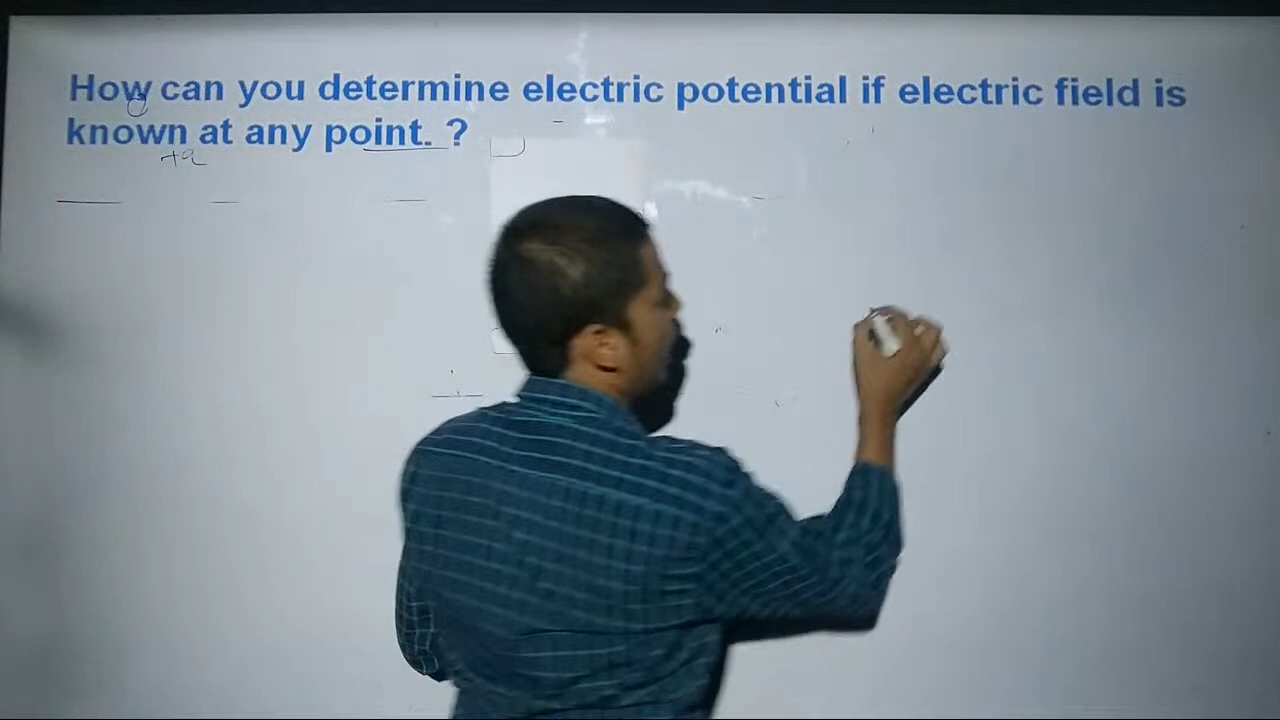 How can you determine electric potential if electric field is
known at any point. ?
+q